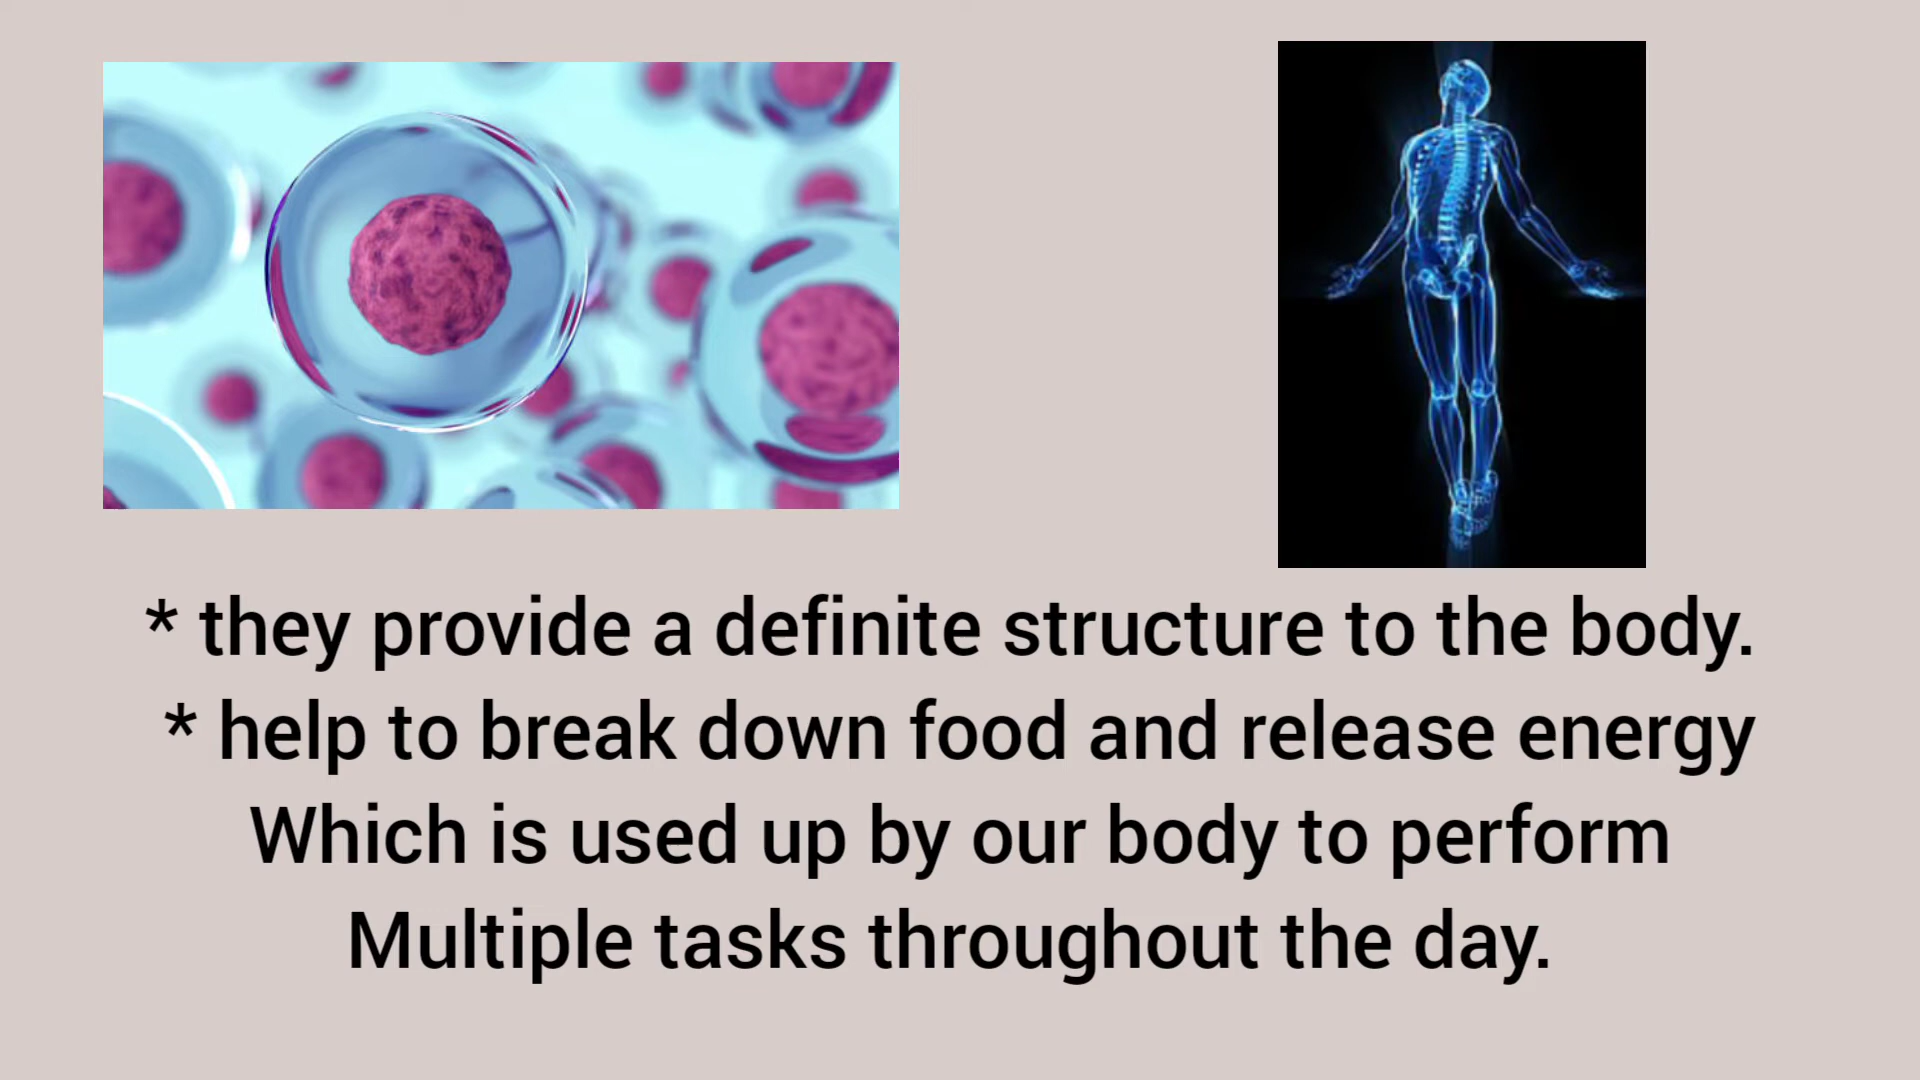 * they provide a definite structure to the body.
* help to break down food and release energy
Which is used up by our body to perform
Multiple tasks throughout the day.